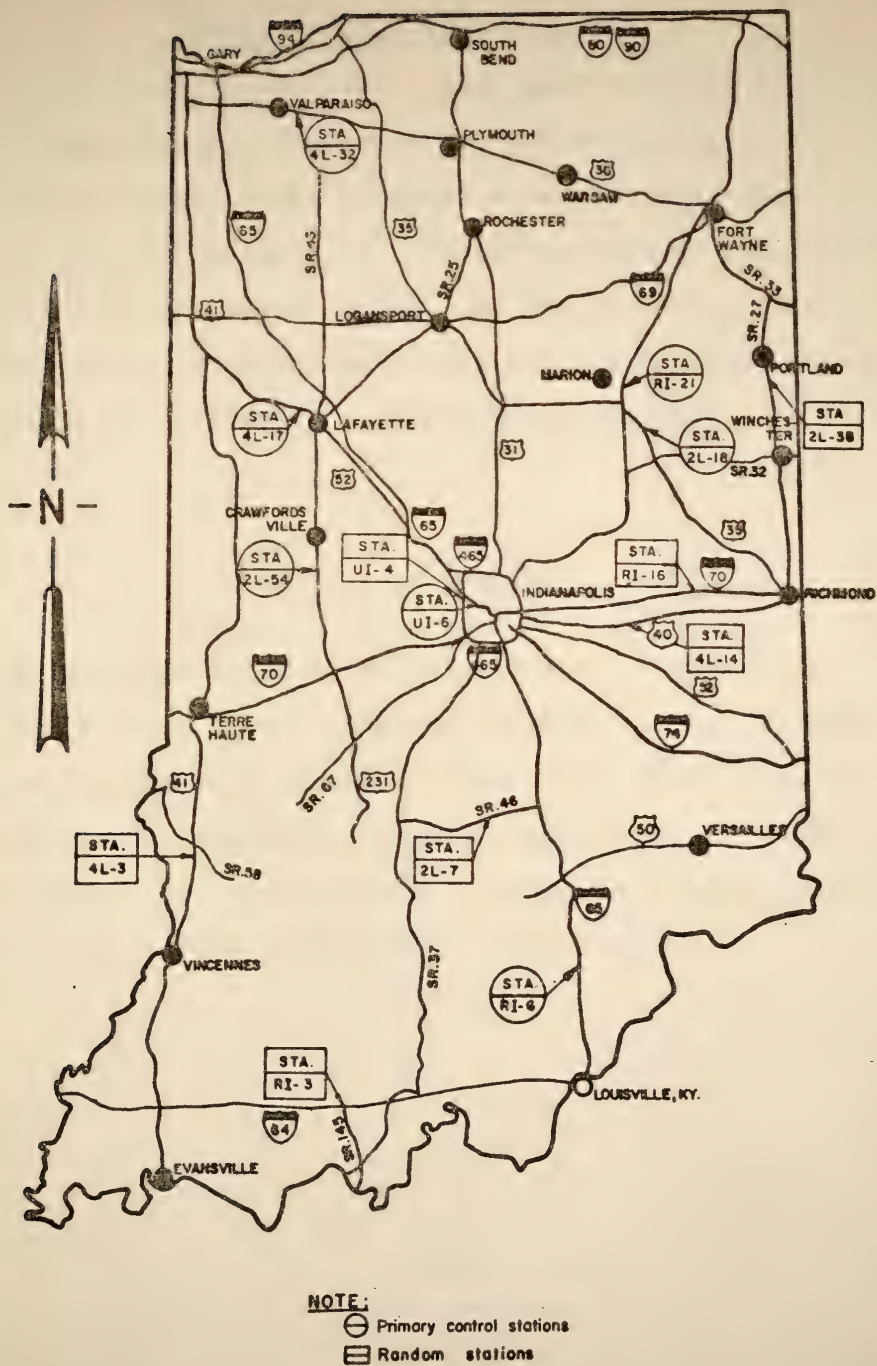 94
GARY
SOUTH
BEND
80
90
VALPARAISO
STA
4L-32
PLYMOUTH
30
WARSAW
65
SR.43
35
ROCHESTER
FORT
WAYNE
SR.25
69
SR.33
41
LOGANSPORT
SR.27
MARION
STA
RI-21
PORTLAND
STA
4L-17
LAFAYETTE
STA.
2L-18
WINCHES
TER
STA
2L-38
31
SR.32
52
CRAWFORDS
VILLE
65
465
35
STA.
UI-4
STA.
RI-16
70
STA
2L-54
INDIANAPOLIS
RICHMOND
STA.
UI-6
40
STA.
4L-14
70
465
52
TERRE
HAUTE
74
41
SR.67
231
SR.46
50
VERSAILLES
STA.
4L-3
STA.
2L-7
SR.58
65
VINCENNES
SR.37
STA.
RI-6
STA.
RI-3
LOUISVILLE, KY.
64
SR.145
EVANSVILLE
N
NOTE:
Primary control stations
Random stations